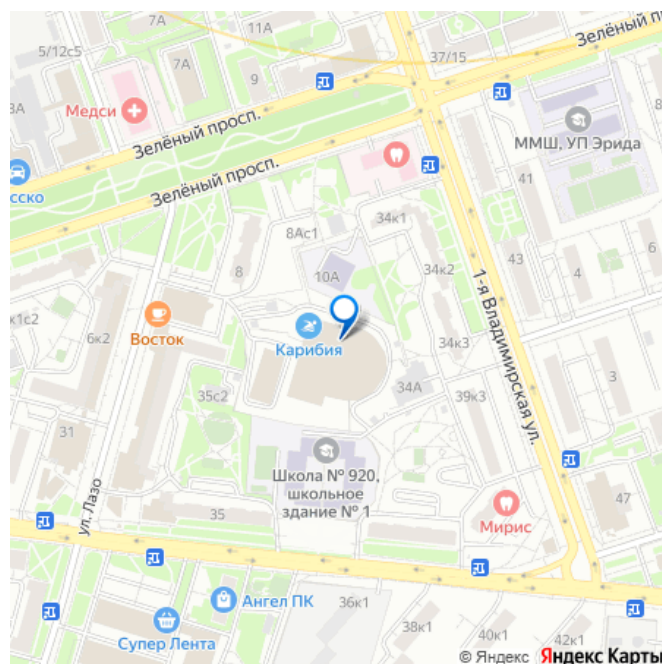 7А
41А
5/12с5
7А
9
37/15
Зелёный пр
3А
Медси
Зелёный просп.
ММШ, УП Эрида
Зелёный просп.
сско
41
8Ас1
34к1
6
8
10А
34к2
43
4
1-я Владимирская ул.
к1с2
6к2
Восток
Карибия
34к3
3
35с2
34А
39к3
31
Школа № 920,
школьное
здание № 1
ул. Лазо
35
Мирис
47
Ангел ПК
36к1
Супер Лента
38к1
40к1
42к1
© Яндекс Яндекс Карты